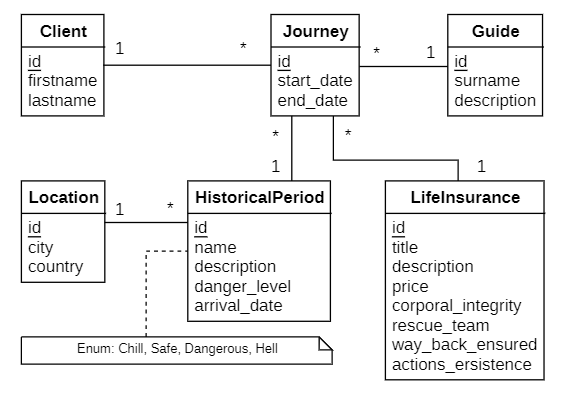 Client
id
firstname
lastname
1
*
Journey
id
start_date
end_date
*
1
Guide
id
surname
description
*
1
*
1
Location
id
city
country
1
*
HistoricalPeriod
id
name
description
danger_level
arrival_date
LifeInsurance
id
title
description
price
corporal_integrity
rescue_team
way_back_ensured
actions_ersistence
Enum: Chill, Safe, Dangerous, Hell